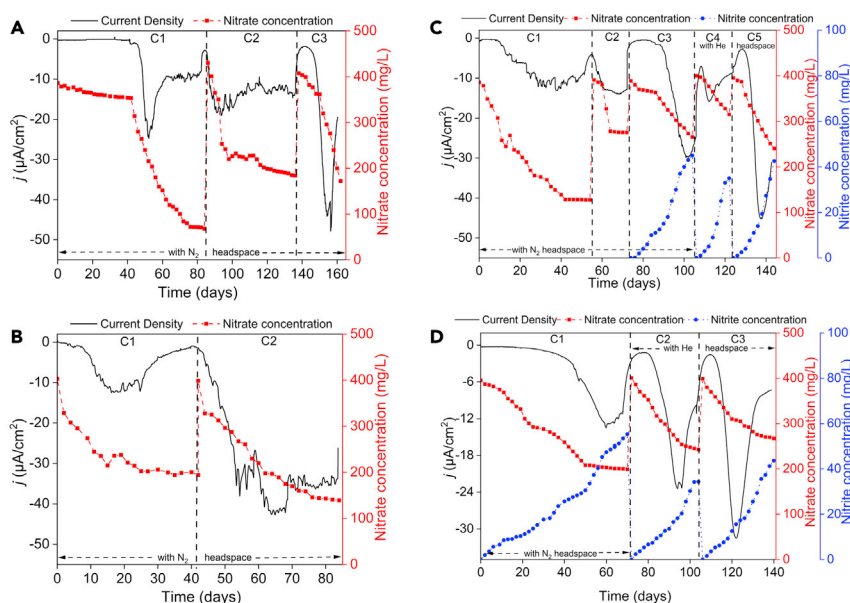 A
Current Density Nitrate concentration
C1 C2 C3
0 -10 -20 -30 -40 -50
j (µA/cm²)
500 400 300 200 100 0
Nitrate concentration (mg/L)
with N₂ headspace
0 20 40 60 80 100 120 140 160
Time (days)
C
Current Density Nitrate concentration Nitrite concentration
C1 C2 C3 C4 C5
with He headspace
0 -10 -20 -30 -40 -50
j (µA/cm²)
500 400 300 200 100 0
Nitrate concentration (mg/L)
100 80 60 40 20 0
Nitrite concentration (mg/L)
with N₂ headspace
0 20 40 60 80 100 120 140
Time (days)
B
Current Density Nitrate concentration
C1 C2
0 -10 -20 -30 -40 -50
j (µA/cm²)
500 400 300 200 100 0
Nitrate concentration (mg/L)
with N₂ headspace
0 10 20 30 40 50 60 70 80
Time (days)
D
Current Density Nitrate concentration Nitrite concentration
C1 C2 C3
with He headspace
0 -6 -12 -18 -24 -30
j (µA/cm²)
500 400 300 200 100 0
Nitrate concentration (mg/L)
100 80 60 40 20 0
Nitrite concentration (mg/L)
with N₂ headspace
0 20 40 60 80 100 120 140
Time (days)